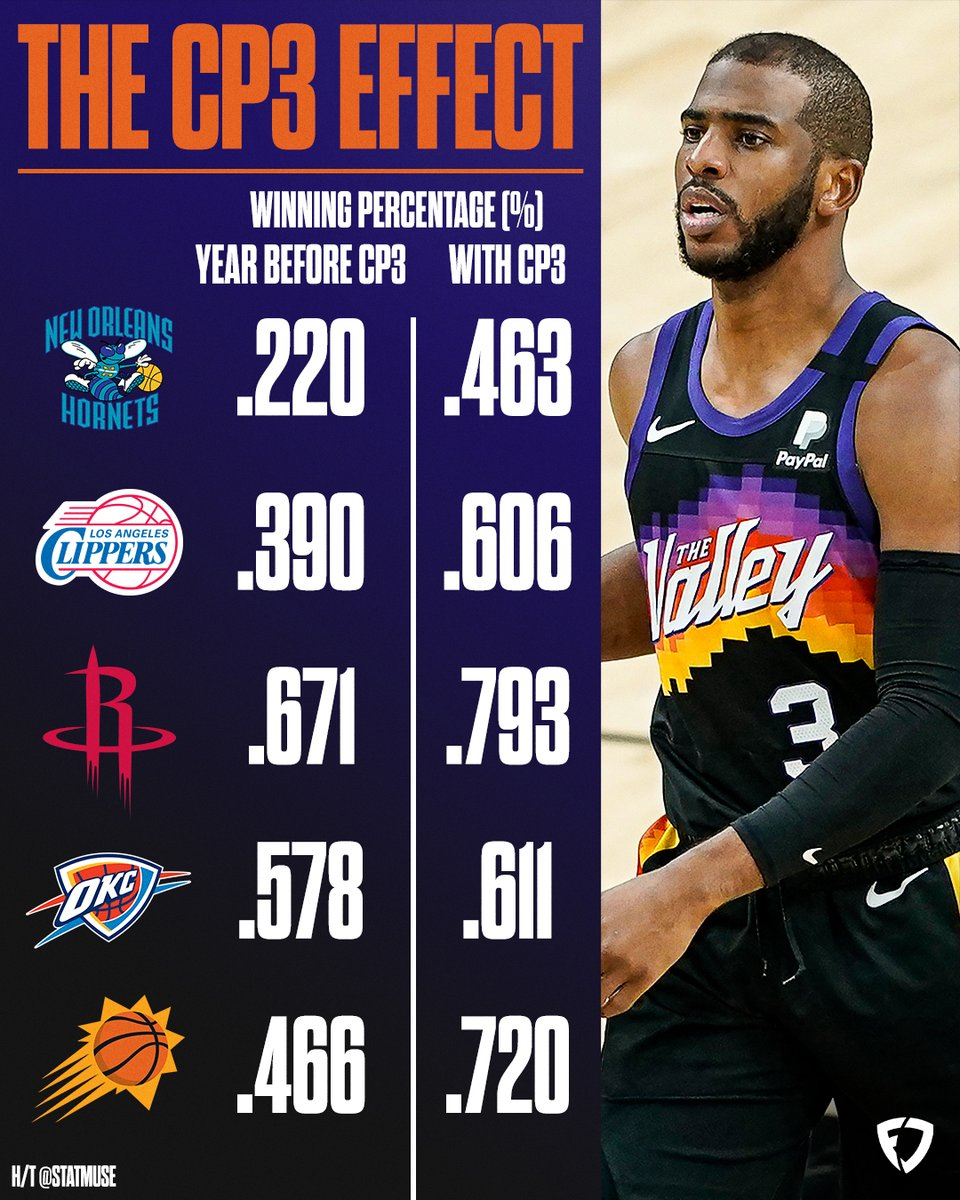 THE CP3 EFFECT
WINNING PERCENTAGE (%)
YEAR BEFORE CP3 WITH CP3
NEW ORLEANS
HORNETS
.220 .463
LOS ANGELES
CLIPPERS
.390 .606
R
.671 .793
OKC
.578 .611
.466 .720
H/T @STATMUSE
P
PayPal
THE
Valley
3